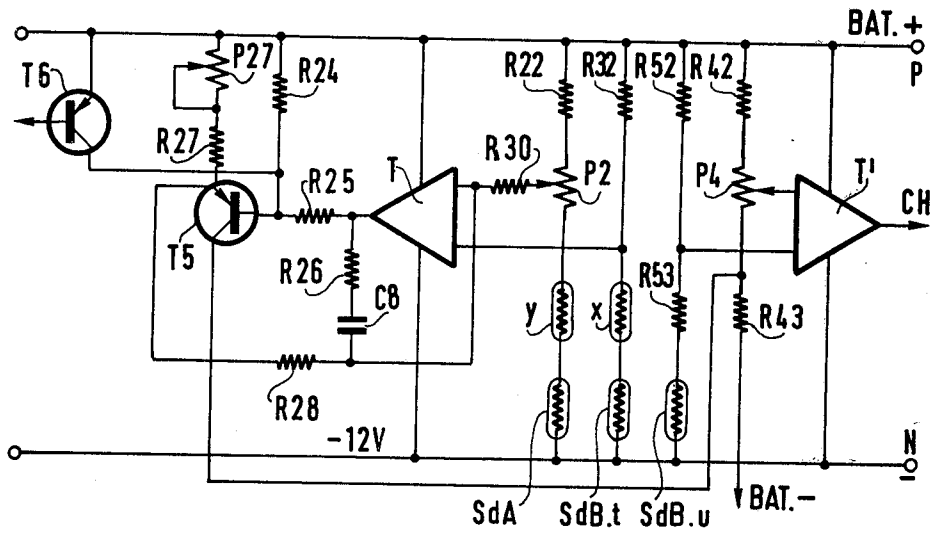 BAT.+
P
T6
P27
R24
R22
R32
R52
R42
R27
R25
T
R30
P2
P4
T'
CH
T5
R26
C8
y
x
R53
R43
R28
-12V
N
-
BAT.-
SdA
SdB.t
SdB.u